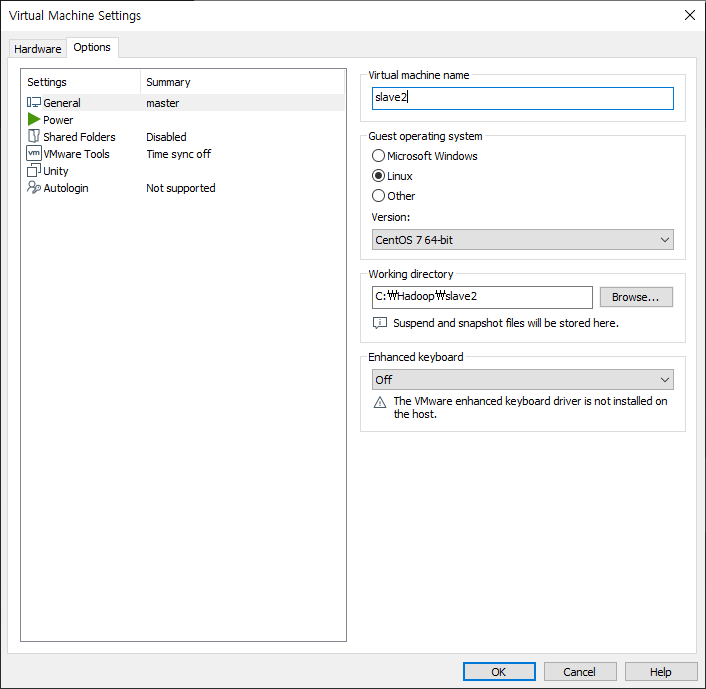 Virtual Machine Settings
Hardware Options
Settings Summary
General master
Power
Shared Folders Disabled
vm VMware Tools Time sync off
Unity
Autologin Not supported
Virtual machine name
slave2
Guest operating system
Microsoft Windows
Linux
Other
Version:
CentOS 7 64-bit
Working directory
C:₩Hadoop₩slave2 Browse...
Suspend and snapshot files will be stored here.
Enhanced keyboard
Off
The VMware enhanced keyboard driver is not installed on
the host.
OK Cancel Help